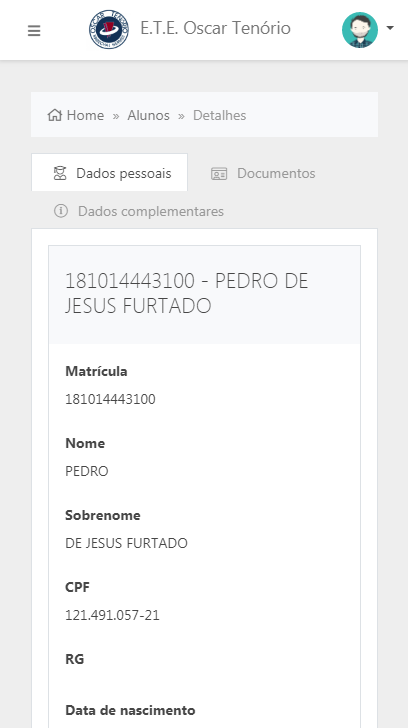 E.T.E. Oscar Tenório
Home » Alunos » Detalhes
Dados pessoais
Documentos
Dados complementares
181014443100 - PEDRO DE
JESUS FURTADO
Matrícula
181014443100
Nome
PEDRO
Sobrenome
DE JESUS FURTADO
CPF
121.491.057-21
RG
Data de nascimento